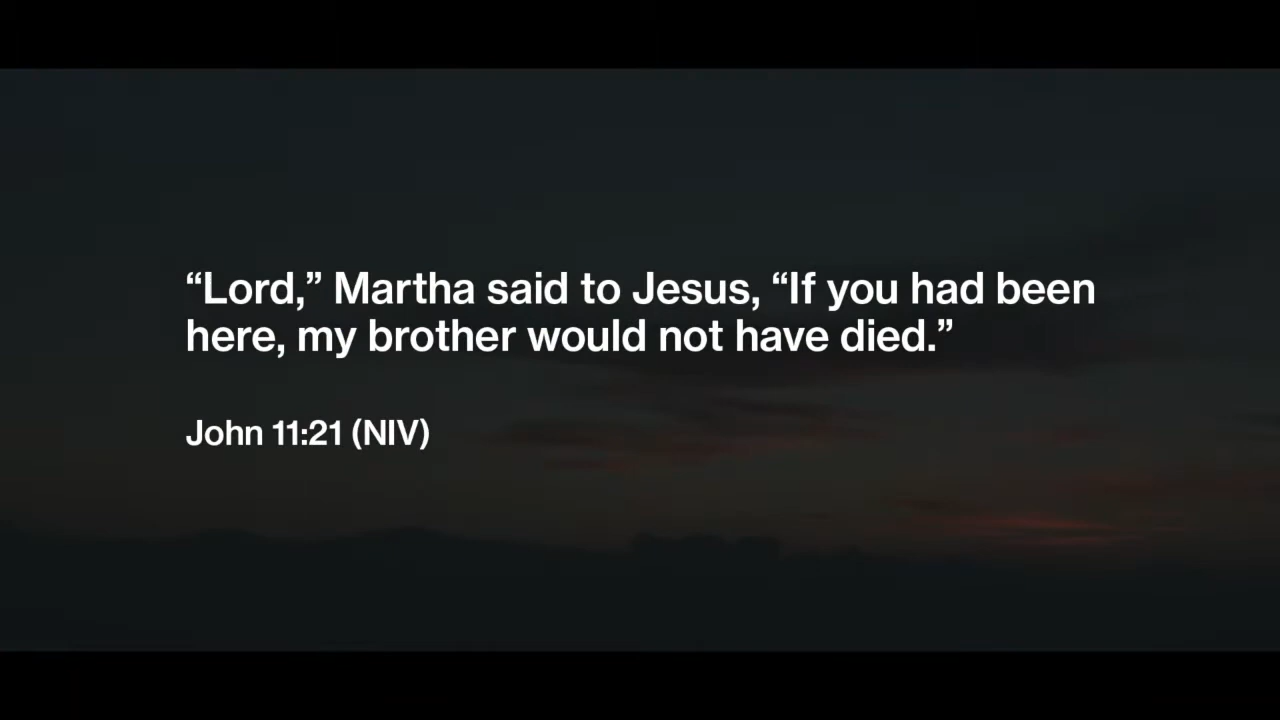 “Lord,” Martha said to Jesus, “If you had been
here, my brother would not have died.”
John 11:21 (NIV)